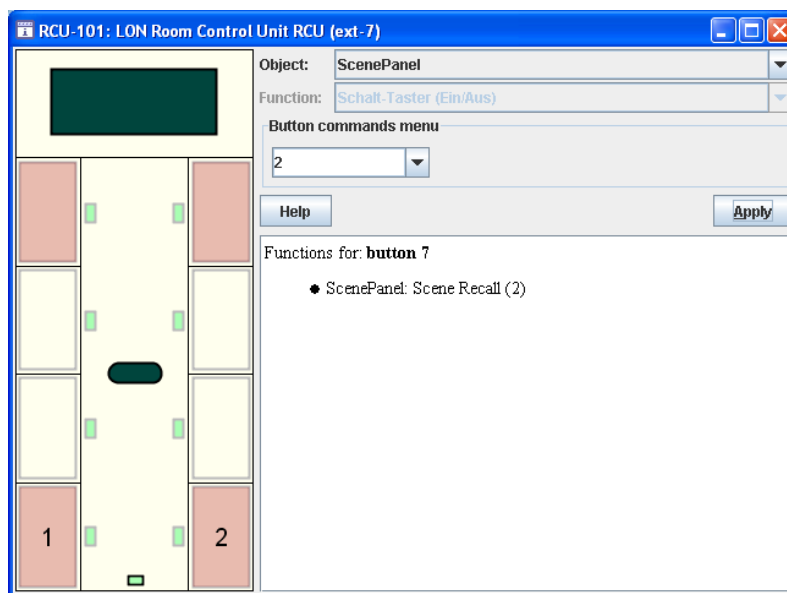 RCU-101: LON Room Control Unit RCU (ext-7)
Object: ScenePanel
Function: Schalt-Taster (Ein/Aus)
Button commands menu
2
Help Apply
Functions for: button 7
● ScenePanel: Scene Recall (2)
1 2